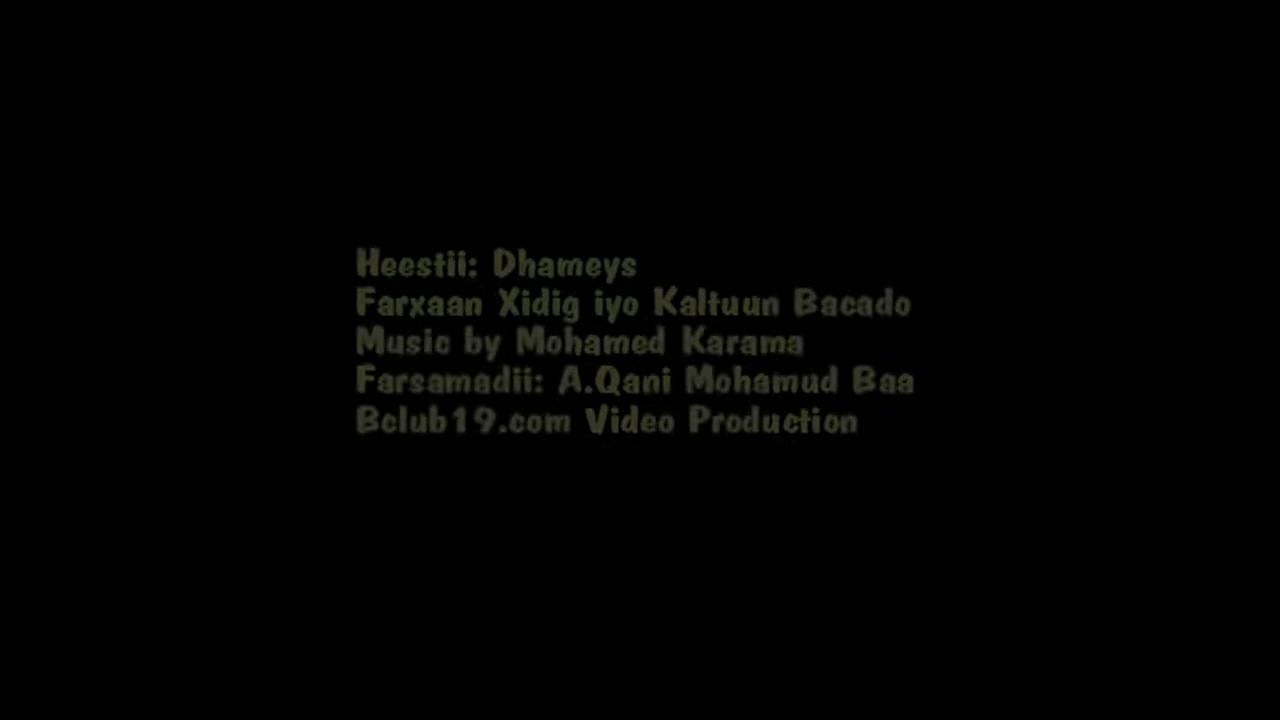 Heestii: Dhameys
Farxaan Xidig iyo Kaltuun Bacado
Music by Mohamed Karama
Farsamadii: A.Qani Mohamud Baa
Bclub19.com Video Production